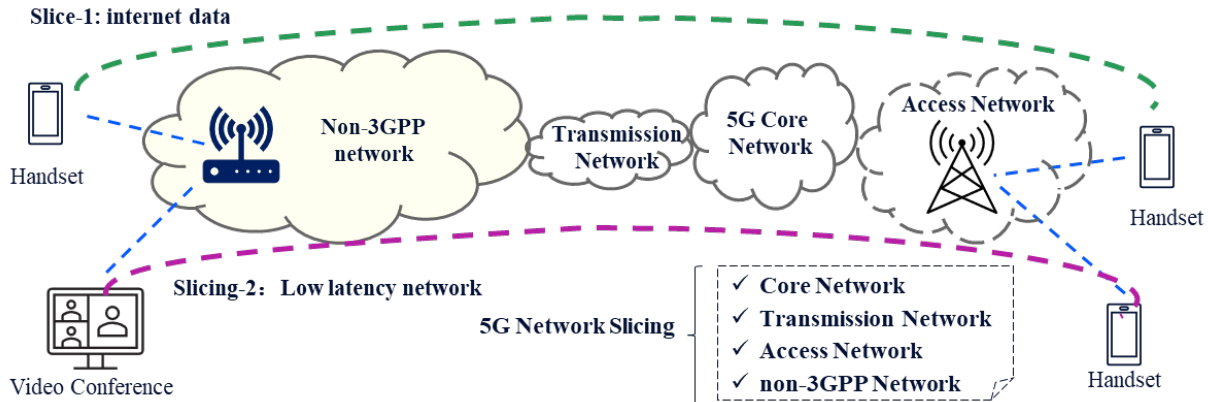 Slice-1: internet data
Non-3GPP
network
Transmission
Network
5G Core
Network
Access Network
Handset
Handset
Slicing-2：Low latency network
5G Network Slicing
✓ Core Network
✓ Transmission Network
✓ Access Network
✓ non-3GPP Network
Video Conference
Handset